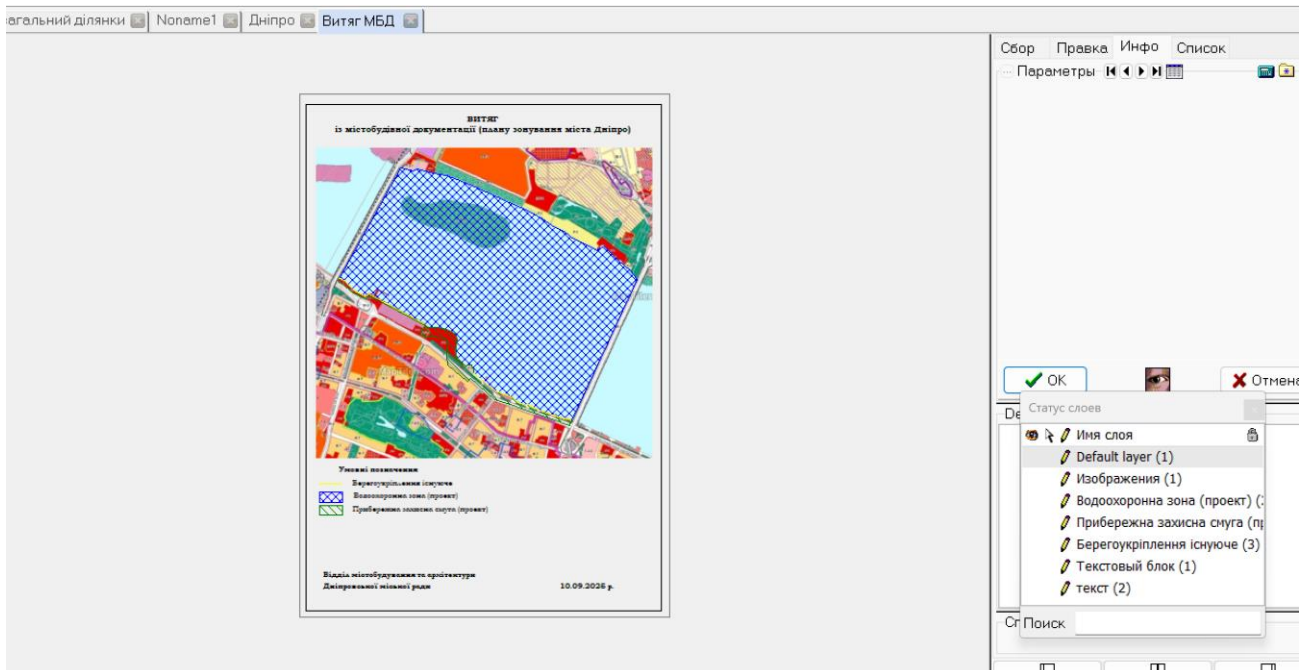 агальний ділянки Noname1 Дніпро Витяг МБД
Сбор Правка Инфо Список
Параметры
ВИТЯГ
із містобудівної документації (плану зонування міста Дніпро)
Умовні позначення
Берегоукріплення існуюче
Водоохоронна зона (проект)
Прибережна захисна смуга (проект)
Відділ містобудування та архітектури
Дніпровської міської ради 10.09.2026 р.
OK Отмена
De
Статус слоев
Имя слоя
Default layer (1)
Изображения (1)
Водоохоронна зона (проект) (
Прибережна захисна смуга (пр
Берегоукріплення існуюче (3)
Текстовый блок (1)
текст (2)
Сп Поиск